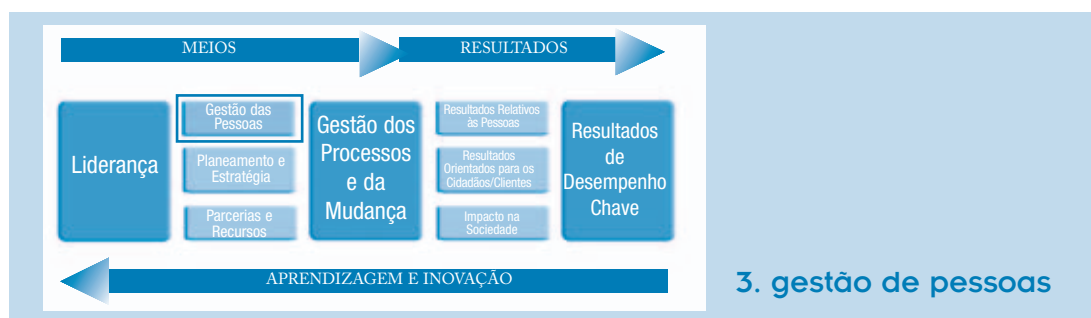 MEIOS
RESULTADOS
Liderança
Gestão das
Pessoas
Planeamento e
Estratégia
Parcerias e
Recursos
Gestão dos
Processos
e da
Mudança
Resultados Relativos
às Pessoas
Resultados
Orientados para os
Cidadãos/Clientes
Impacto na
Sociedade
Resultados
de
Desempenho
Chave
APRENDIZAGEM E INOVAÇÃO
3. gestão de pessoas